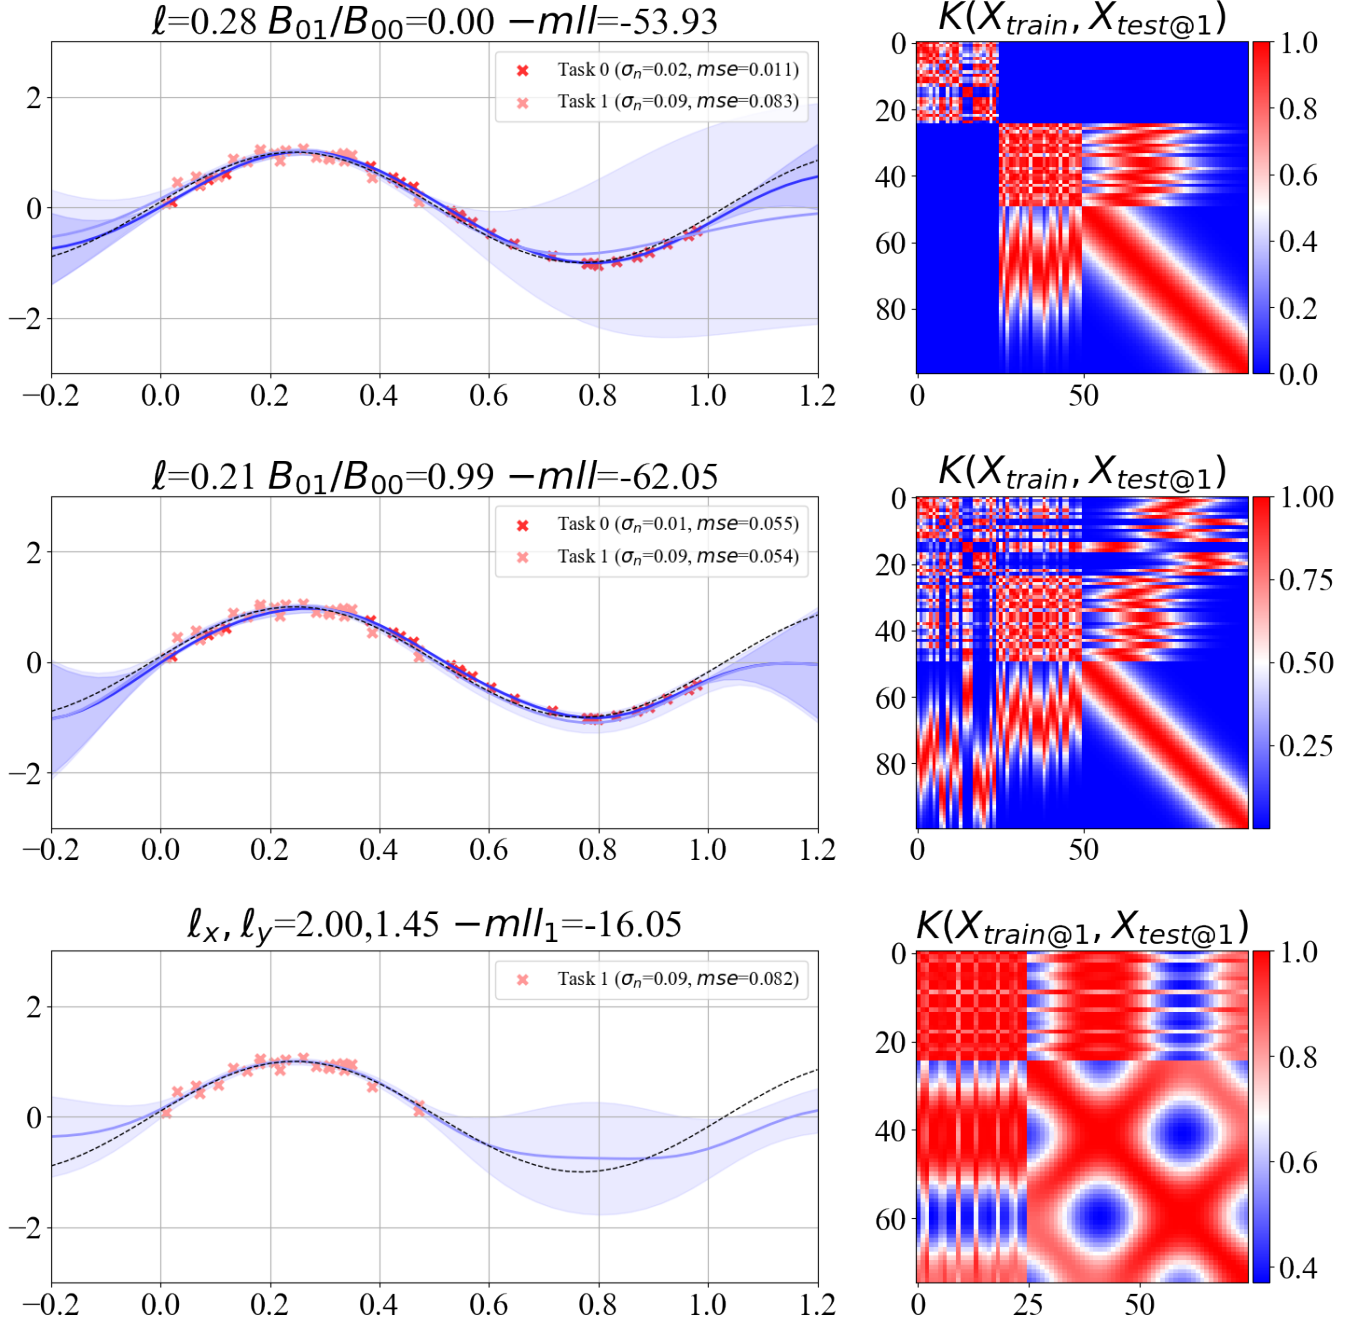 ℓ=0.28 B₀₁/B₀₀=0.00 −mll=-53.93
K(X_train, X_test@1)
Task 0 (σₙ=0.02, mse=0.011)
Task 1 (σₙ=0.09, mse=0.083)
2
0
−2
−0.2 0.0 0.2 0.4 0.6 0.8 1.0 1.2
0
20
40
60
80
0 50
1.0
0.8
0.6
0.4
0.2
0.0
ℓ=0.21 B₀₁/B₀₀=0.99 −mll=-62.05
K(X_train, X_test@1)
Task 0 (σₙ=0.01, mse=0.055)
Task 1 (σₙ=0.09, mse=0.054)
2
0
−2
−0.2 0.0 0.2 0.4 0.6 0.8 1.0 1.2
0
20
40
60
80
0 50
1.00
0.75
0.50
0.25
ℓₓ, ℓ_y=2.00,1.45 −mll₁=-16.05
K(X_train@1, X_test@1)
Task 1 (σₙ=0.09, mse=0.082)
2
0
−2
−0.2 0.0 0.2 0.4 0.6 0.8 1.0 1.2
0
20
40
60
0 25 50
1.0
0.8
0.6
0.4